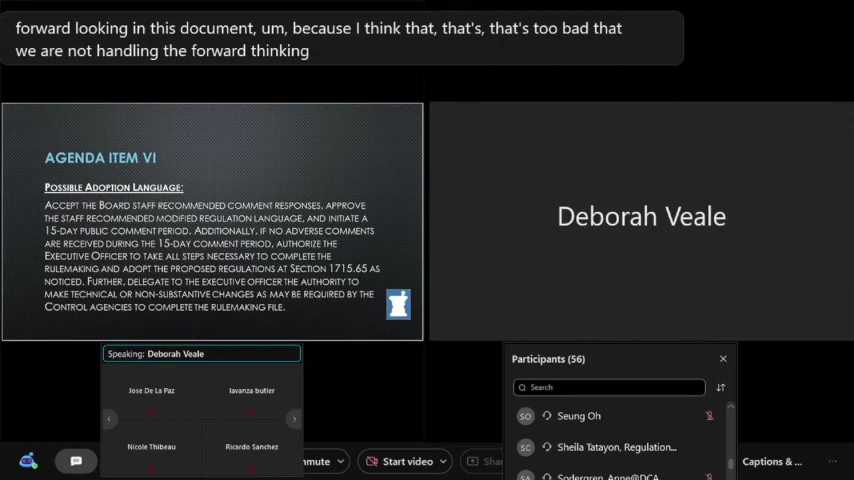 forward looking in this document, um, because I think that, that's, that's too bad that
we are not handling the forward thinking
AGENDA ITEM VI
POSSIBLE ADOPTION LANGUAGE:
ACCEPT THE BOARD STAFF RECOMMENDED COMMENT RESPONSES, APPROVE
THE STAFF RECOMMENDED MODIFIED REGULATION LANGUAGE, AND INITIATE A
15-DAY PUBLIC COMMENT PERIOD. ADDITIONALLY, IF NO ADVERSE COMMENTS
ARE RECEIVED DURING THE 15-DAY COMMENT PERIOD, AUTHORIZE THE
EXECUTIVE OFFICER TO TAKE ALL STEPS NECESSARY TO COMPLETE THE
RULEMAKING AND ADOPT THE PROPOSED REGULATIONS AT SECTION 1715.65 AS
NOTICED. FURTHER, DELEGATE TO THE EXECUTIVE OFFICER THE AUTHORITY TO
MAKE TECHNICAL OR NON-SUBSTANTIVE CHANGES AS MAY BE REQUIRED BY THE
CONTROL AGENCIES TO COMPLETE THE RULEMAKING FILE.
Deborah Veale
Speaking: Deborah Veale
Jose De La Paz
lavanza butler
Nicole Thibeau
Ricardo Sanchez
Participants (56)
Search
SO Seung Oh
SC Sheila Tatayon, Regulation...
SA Sodergren, Anne@DCA
nmute
Start video
Shar
Captions & ...